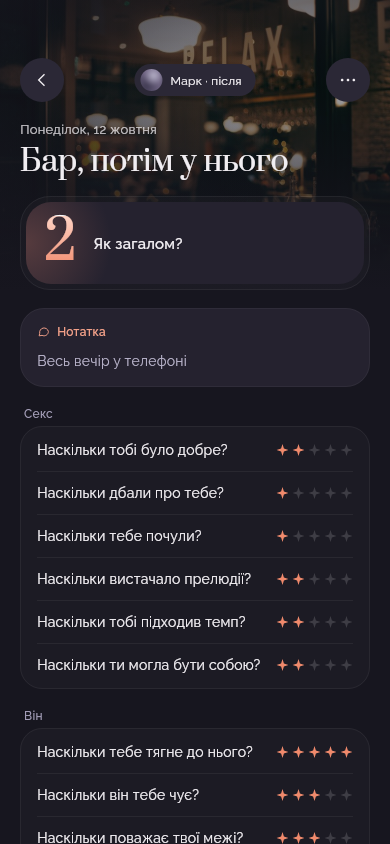 RELAX
Марк · після
Понеділок, 12 жовтня
Бар, потім у нього
2
Як загалом?
Нотатка
Весь вечір у телефоні
Секс
Наскільки тобі було добре?
Наскільки дбали про тебе?
Наскільки тебе почули?
Наскільки вистачало прелюдії?
Наскільки тобі підходив темп?
Наскільки ти могла бути собою?
Він
Наскільки тебе тягне до нього?
Наскільки він тебе чує?
Наскільки поважає твої межі?